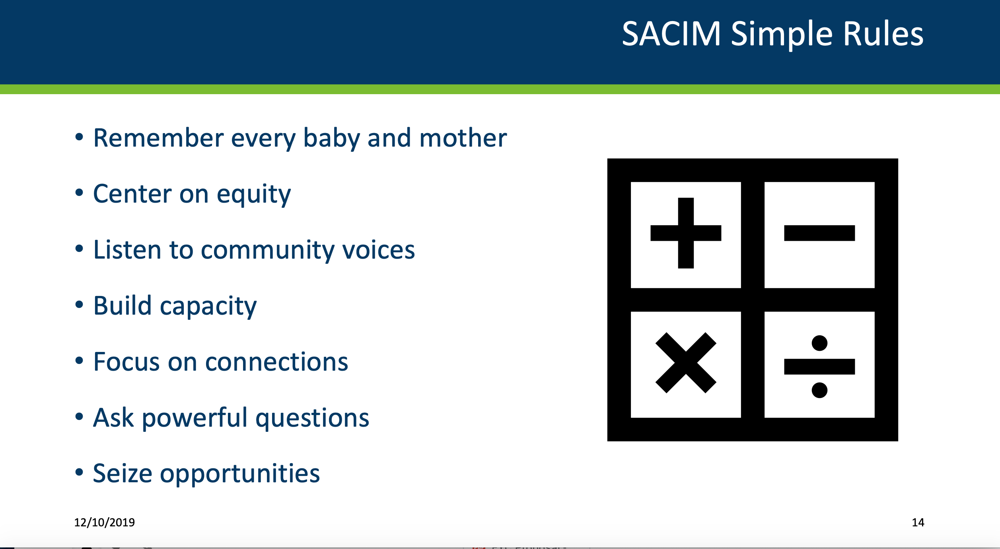 SACIM Simple Rules
• Remember every baby and mother
• Center on equity
• Listen to community voices
• Build capacity
• Focus on connections
• Ask powerful questions
• Seize opportunities
12/10/2019
14